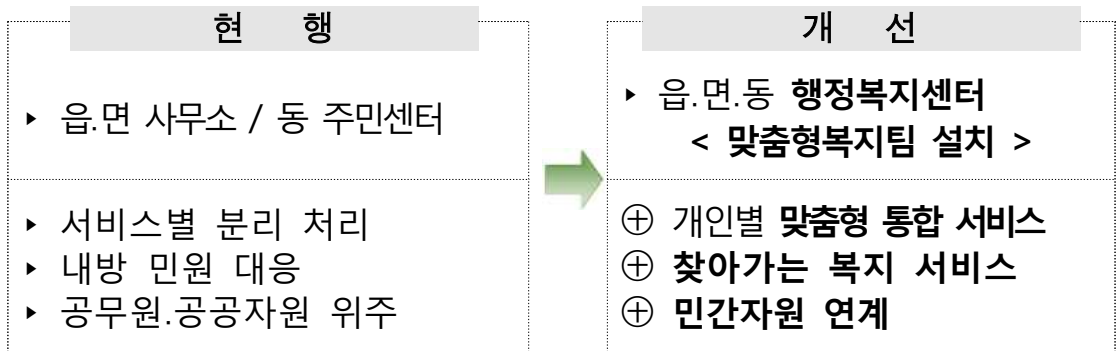 현 행
▸ 읍.면 사무소 / 동 주민센터
▸ 서비스별 분리 처리
▸ 내방 민원 대응
▸ 공무원.공공자원 위주
개 선
▸ 읍.면.동 행정복지센터
< 맞춤형복지팀 설치 >
⊕ 개인별 맞춤형 통합 서비스
⊕ 찾아가는 복지 서비스
⊕ 민간자원 연계